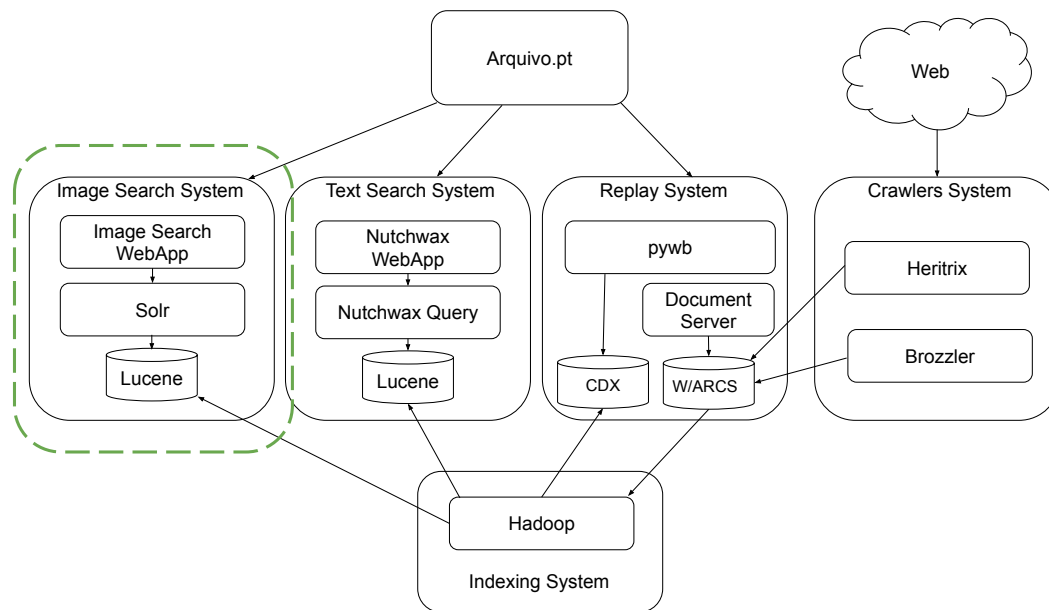 Arquivo.pt
Web
Image Search System
Image Search
WebApp
Solr
Lucene
Text Search System
Nutchwax
WebApp
Nutchwax Query
Lucene
Replay System
pywb
Document
Server
CDX
W/ARCS
Crawlers System
Heritrix
Brozzler
Hadoop
Indexing System